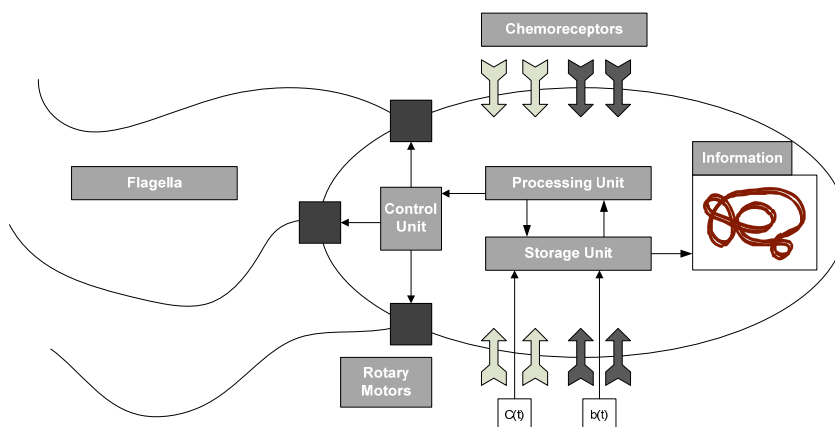 Chemoreceptors
Flagella
Information
Processing Unit
Control
Unit
Storage Unit
Rotary
Motors
C(t)
b(t)